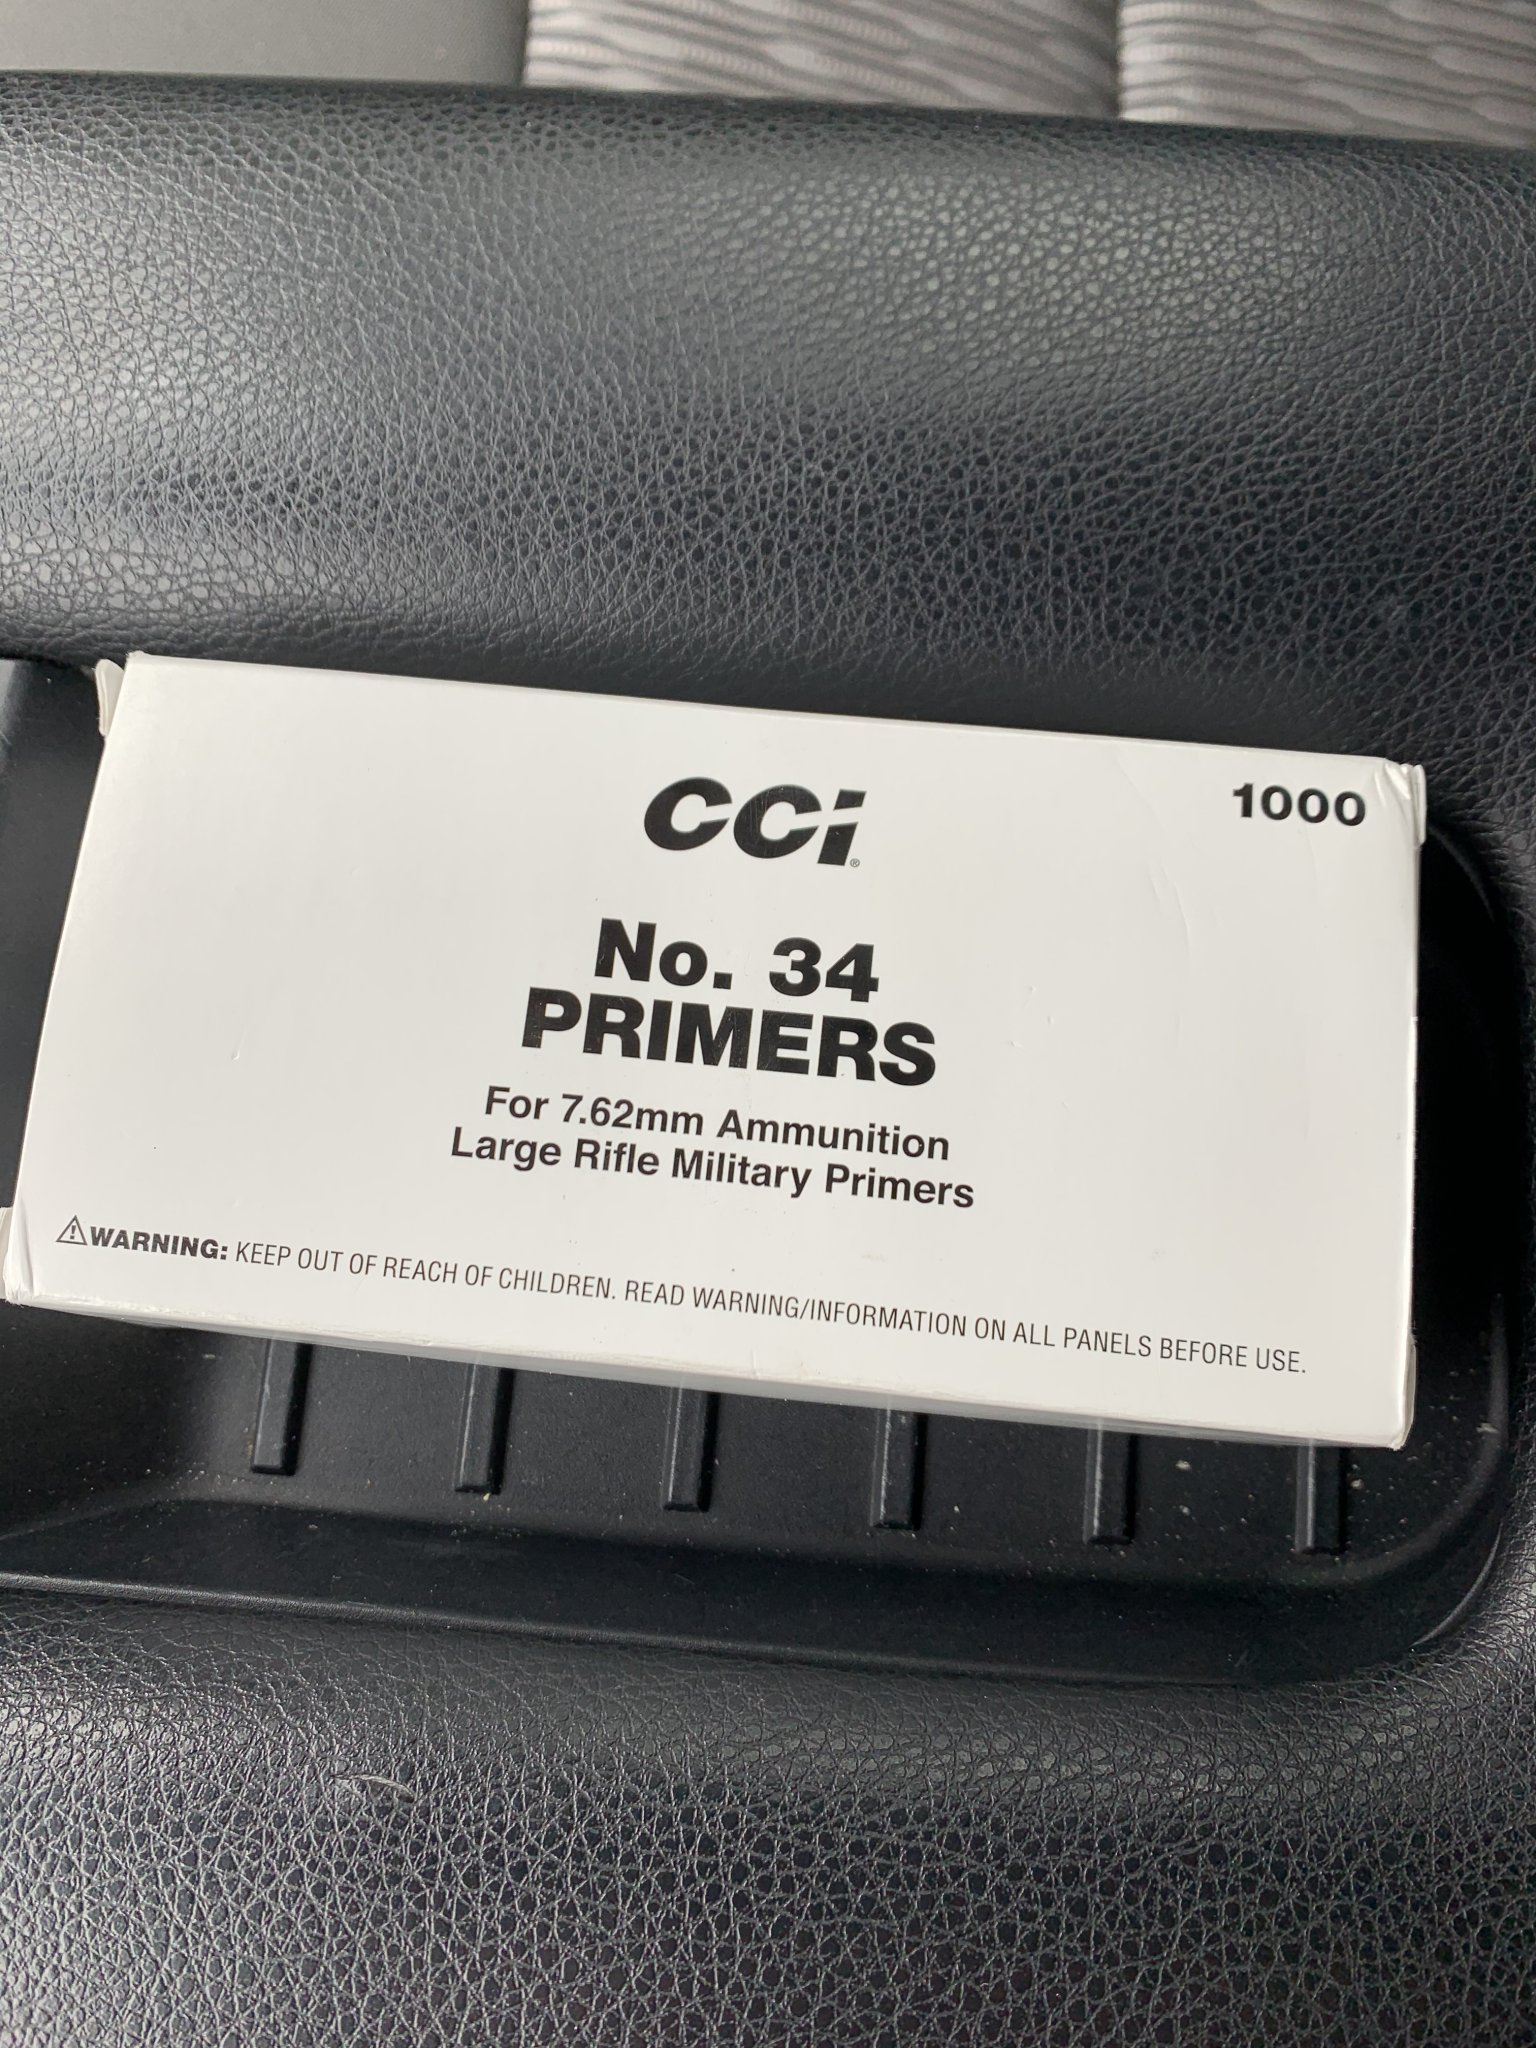 CCi®
1000
No. 34
PRIMERS
For 7.62mm Ammunition
Large Rifle Military Primers
⚠WARNING: KEEP OUT OF REACH OF CHILDREN. READ WARNING/INFORMATION ON ALL PANELS BEFORE USE.